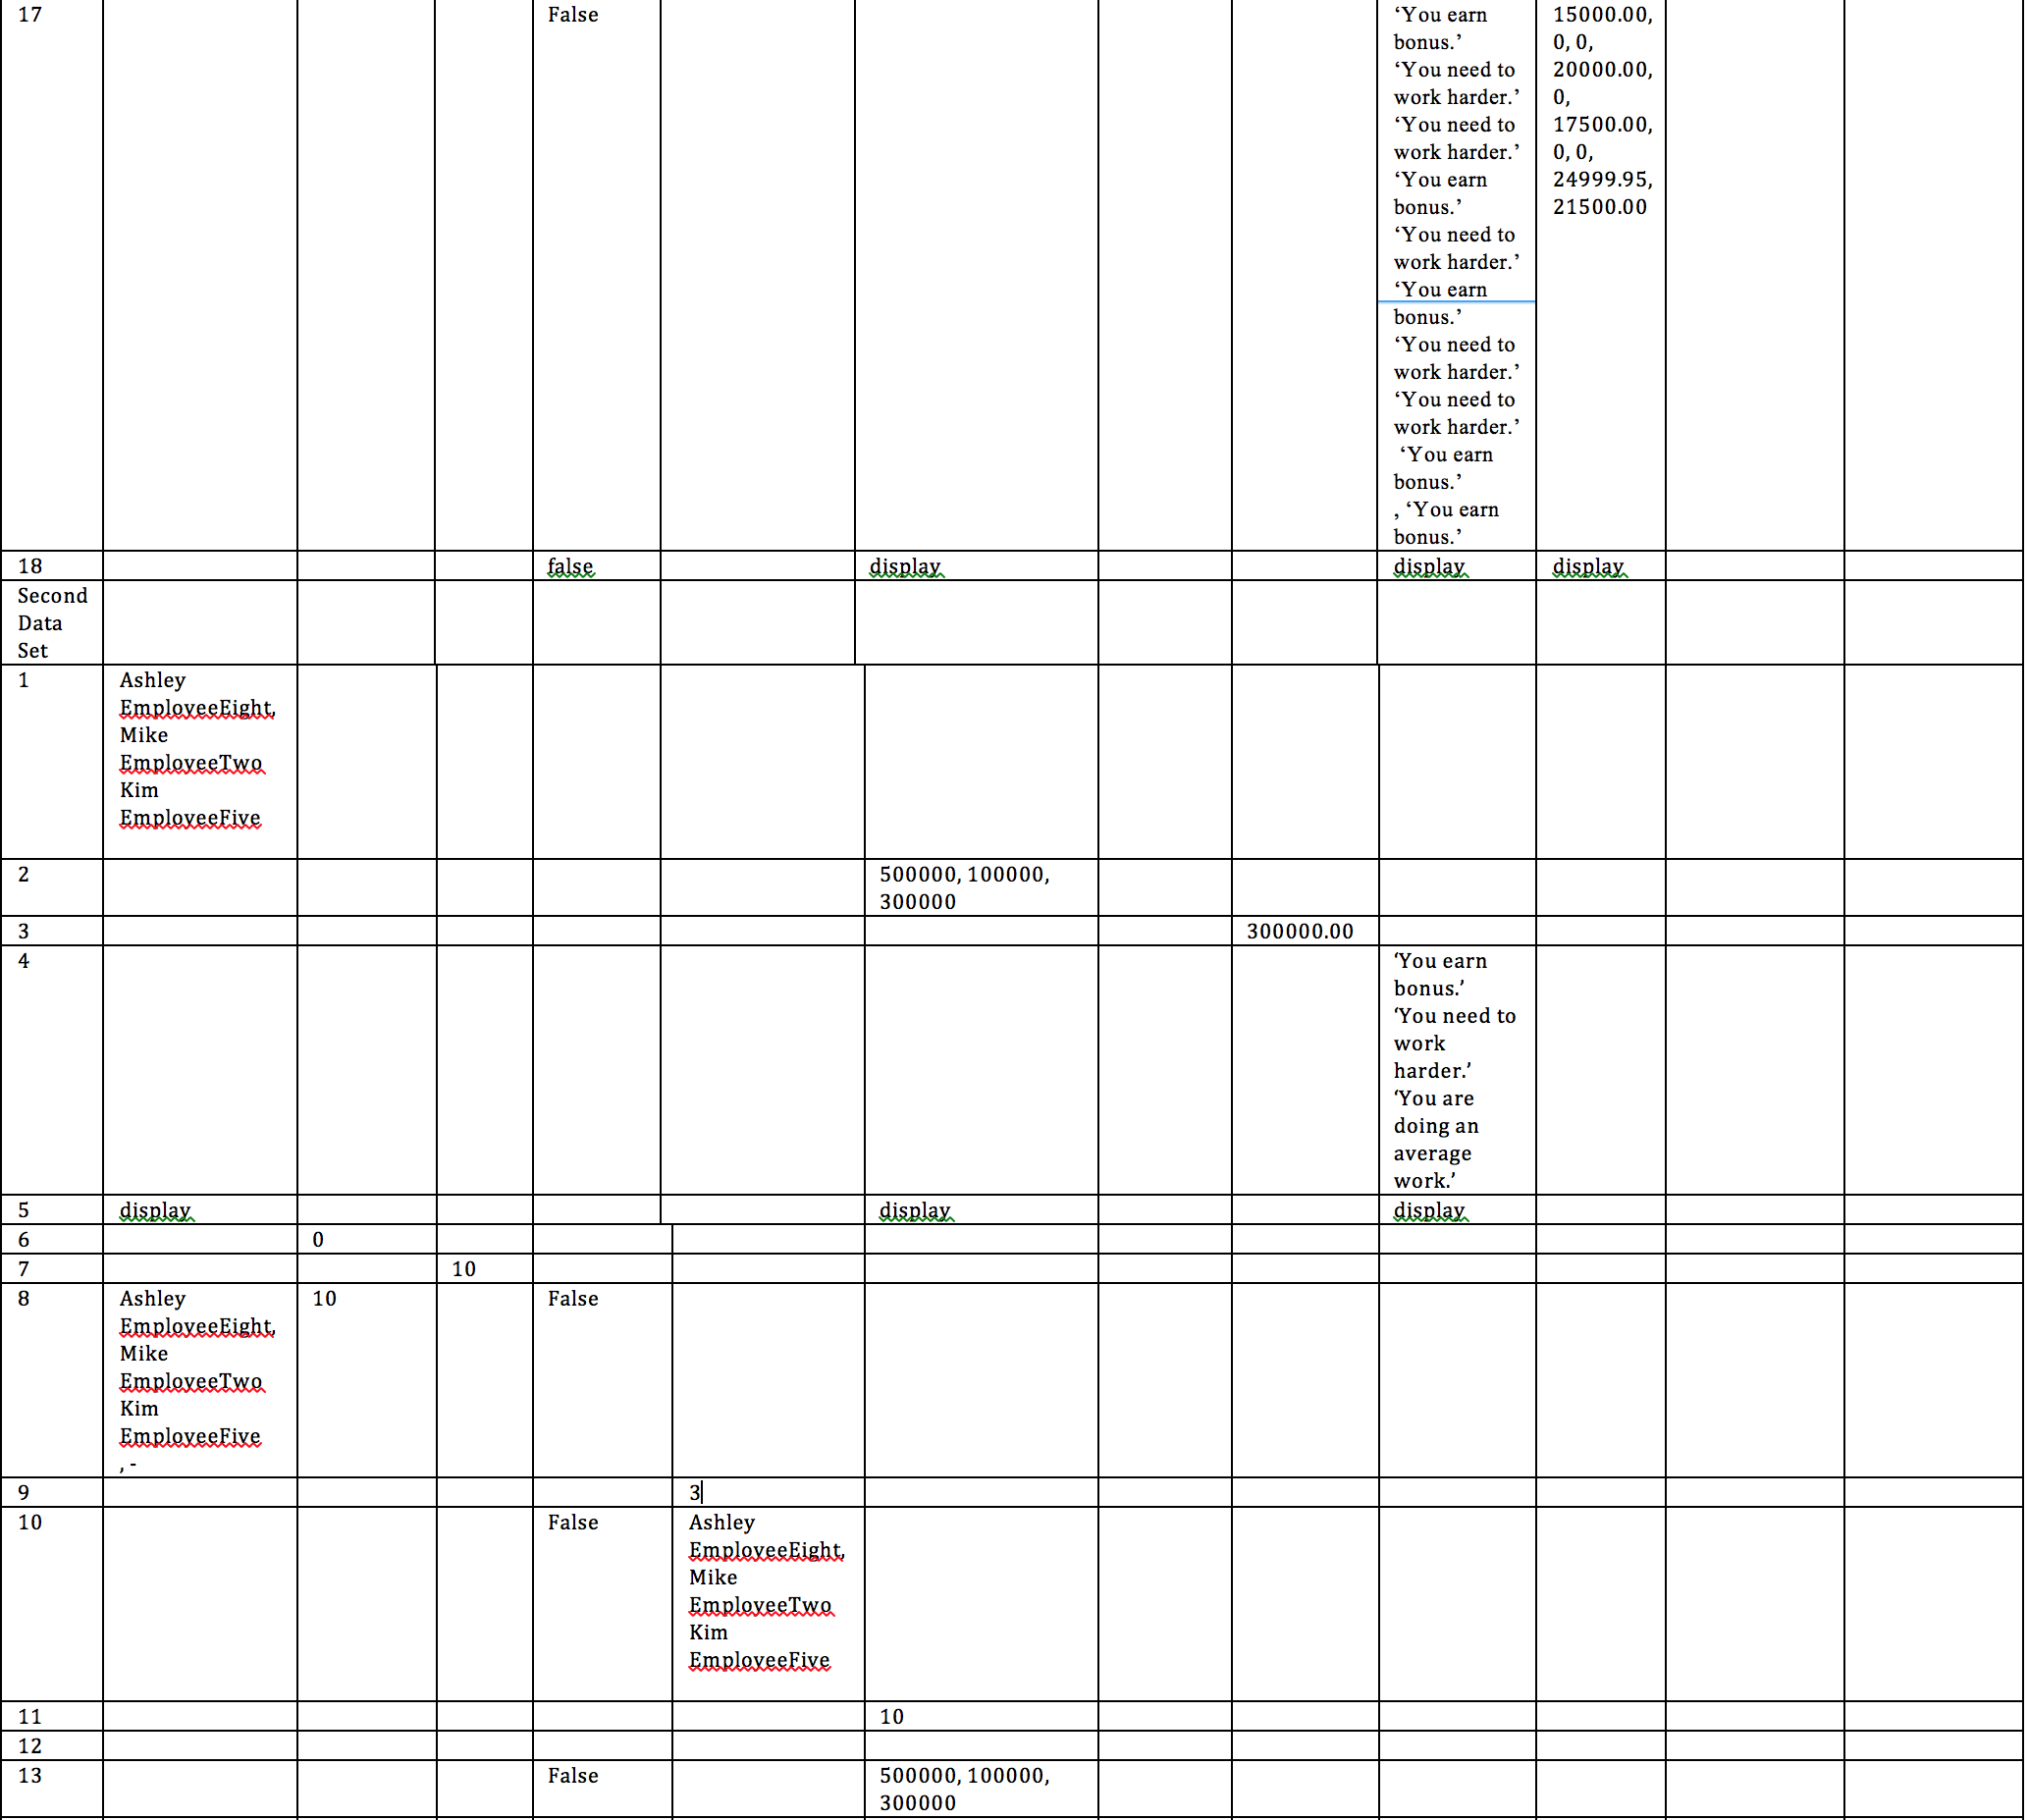 17
False
‘You earn
bonus.’
‘You need to
work harder.’
‘You need to
work harder.’
‘You earn
bonus.’
‘You need to
work harder.’
‘You earn
bonus.’
‘You need to
work harder.’
‘You need to
work harder.’
‘You earn
bonus.’
, ‘You earn
bonus.’
15000.00,
0, 0,
20000.00,
0,
17500.00,
0, 0,
24999.95,
21500.00
18
false
display
display
display
Second
Data
Set
1
Ashley
EmployeeEight,
Mike
EmployeeTwo
Kim
EmployeeFive
2
500000, 100000,
300000
3
300000.00
4
‘You earn
bonus.’
‘You need to
work
harder.’
‘You are
doing an
average
work.’
5
display
display
display
6
0
7
10
8
Ashley
EmployeeEight,
Mike
EmployeeTwo
Kim
EmployeeFive
, -
10
False
9
3
10
False
Ashley
EmployeeEight,
Mike
EmployeeTwo
Kim
EmployeeFive
11
10
12
13
False
500000, 100000,
300000